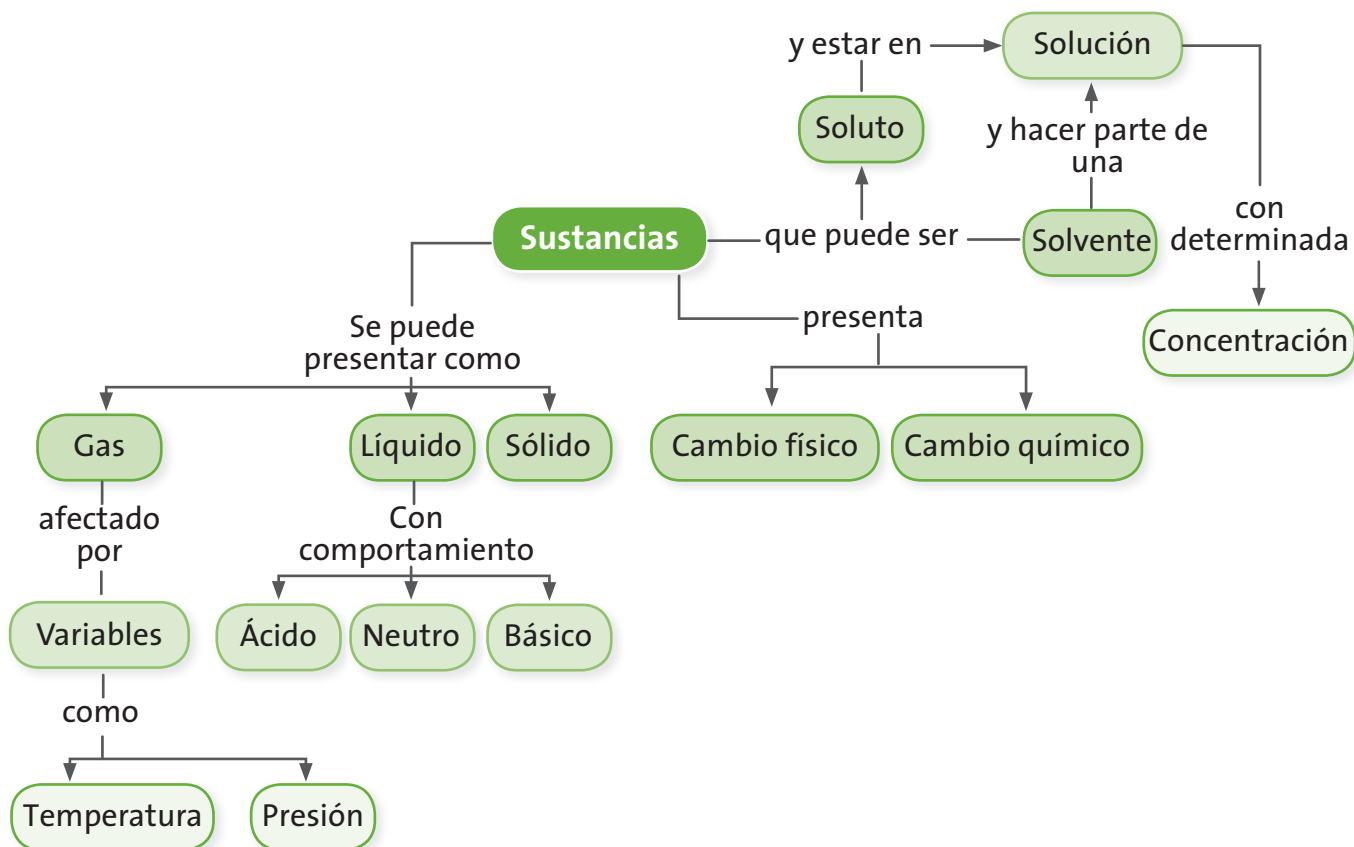 y estar en
Solución
Soluto
y hacer parte de
una
Sustancias
que puede ser
Solvente
con
determinada
Se puede
presentar como
presenta
Concentración
Gas
Líquido
Sólido
Cambio físico
Cambio químico
afectado
por
Con
comportamiento
Variables
Ácido
Neutro
Básico
como
Temperatura
Presión